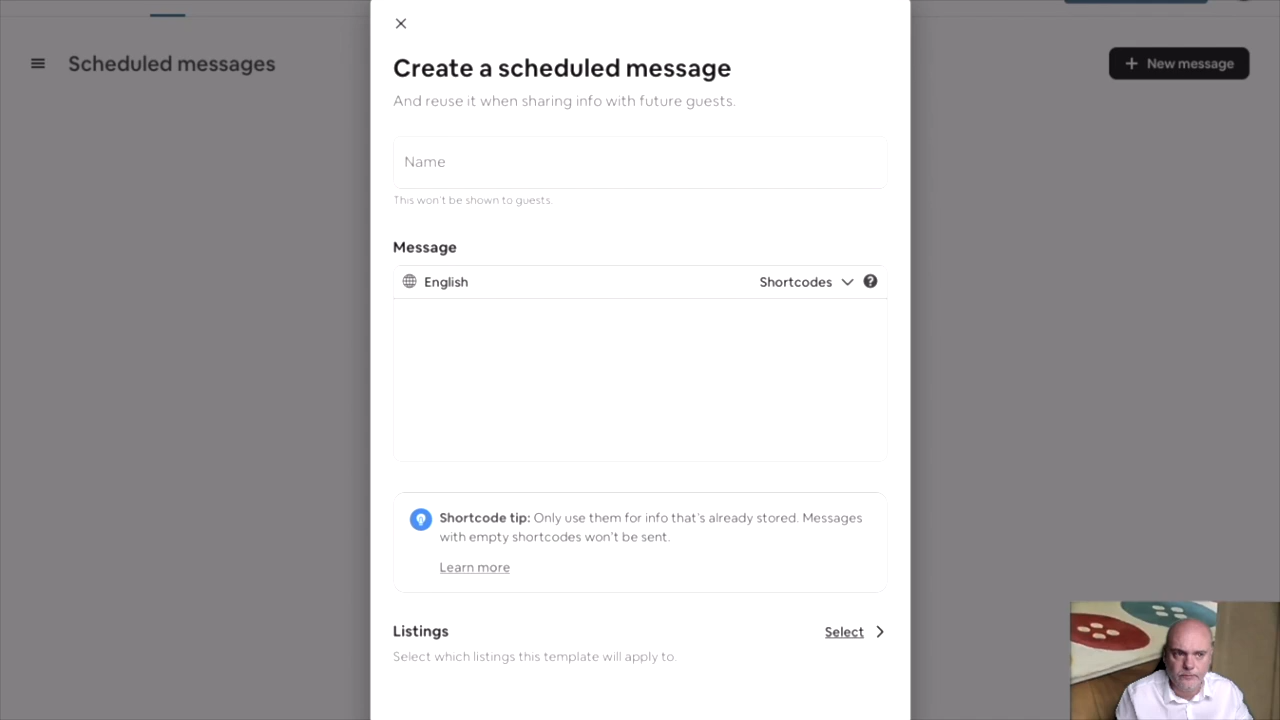 Scheduled messages
New message
Create a scheduled message
And reuse it when sharing info with future guests.
Name
This won't be shown to guests.
Message
English
Shortcodes
Shortcode tip: Only use them for info that's already stored. Messages
with empty shortcodes won't be sent.
Learn more
Listings
Select
Select which listings this template will apply to.